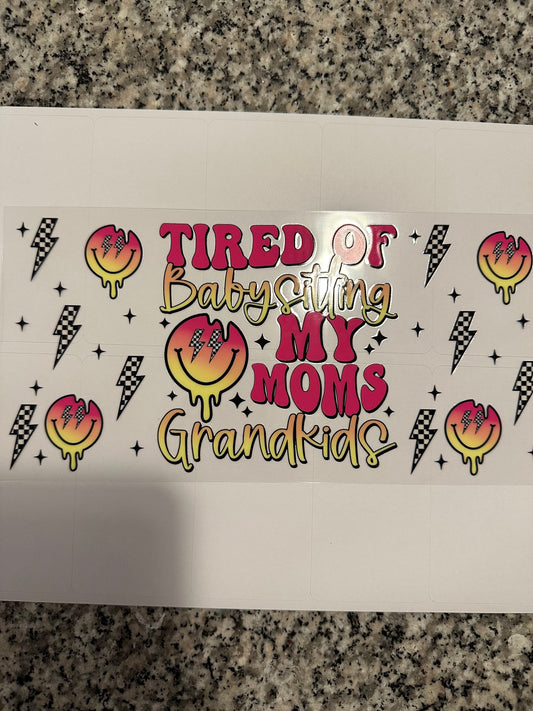 TIRED OF
Babysitting
MY
MOMS
Grandkids